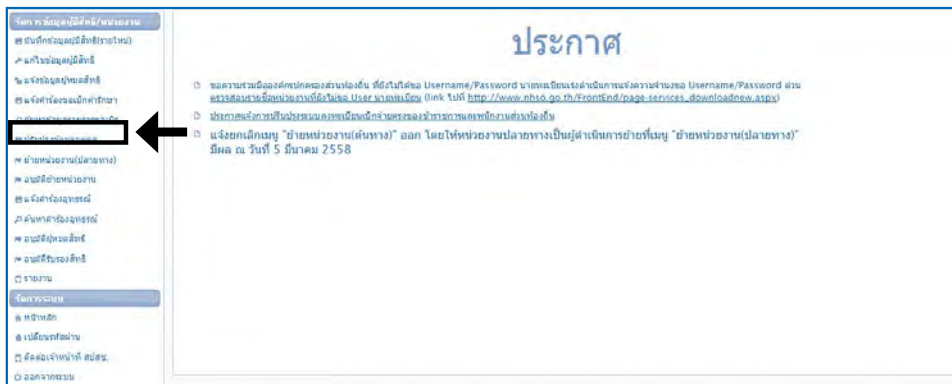 จัดการข้อมูลผู้มีสิทธิ/หน่วยงาน
บันทึกข้อมูลผู้มีสิทธิ(รายใหม่)
แก้ไขข้อมูลผู้มีสิทธิ
แจ้งข้อมูลผู้หมดสิทธิ
แจ้งคำร้องขอเบิกค่ารักษา
ย้ายหน่วยงาน(ปลายทาง)
อนุมัติย้ายหน่วยงาน
แจ้งคำร้องอุทธรณ์
ค้นหาคำร้องอุทธรณ์
อนุมัติผู้หมดสิทธิ
อนุมัติรับรองสิทธิ
รายงาน
จัดการระบบ
หน้าหลัก
เปลี่ยนรหัสผ่าน
ติดต่อเจ้าหน้าที่ สปสช.
ออกจากระบบ
ประกาศ
ขอความร่วมมือองค์กรปกครองส่วนท้องถิ่น ที่ยังไม่ได้ขอ Username/Password นายทะเบียนเร่งดำเนินการแจ้งความจำนงขอ Username/Password ด่วน
ตรวจสอบรายชื่อหน่วยงานที่ยังไม่ขอ User นายทะเบียน (link ไปที่ http://www.nhso.go.th/FrontEnd/page-services_downloadnew.aspx)
ประกาศแจ้งการปรับปรุงระบบลงทะเบียนเบิกจ่ายตรงของข้าราชการและพนักงานส่วนท้องถิ่น
แจ้งยกเลิกเมนู "ย้ายหน่วยงาน(ต้นทาง)" ออก โดยให้หน่วยงานปลายทางเป็นผู้ดำเนินการย้ายที่เมนู "ย้ายหน่วยงาน(ปลายทาง)"
มีผล ณ วันที่ 5 มีนาคม 2558